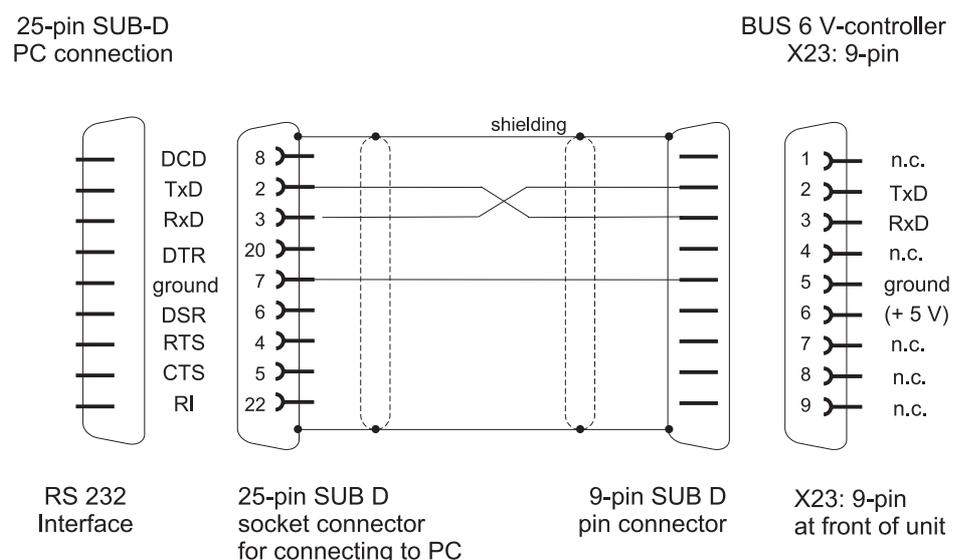 25-pin SUB-D
PC connection
BUS 6 V-controller
X23: 9-pin
shielding
DCD 8 1 n.c.
TxD 2 2 TxD
RxD 3 3 RxD
DTR 20 4 n.c.
ground 7 5 ground
DSR 6 6 (+ 5 V)
RTS 4 7 n.c.
CTS 5 8 n.c.
RI 22 9 n.c.
RS 232
Interface
25-pin SUB D
socket connector
for connecting to PC
9-pin SUB D
pin connector
X23: 9-pin
at front of unit